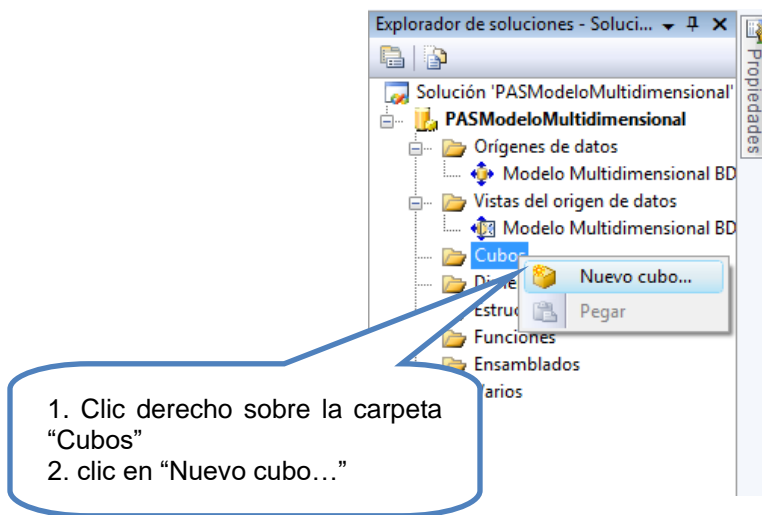 Explorador de soluciones - Soluci...
Propiedades
Solución 'PASModeloMultidimensional'
PASModeloMultidimensional
Orígenes de datos
Modelo Multidimensional BD
Vistas del origen de datos
Modelo Multidimensional BD
Cubos
Nuevo cubo...
Pegar
Funciones
Ensamblados
1. Clic derecho sobre la carpeta
“Cubos”
2. clic en “Nuevo cubo…”